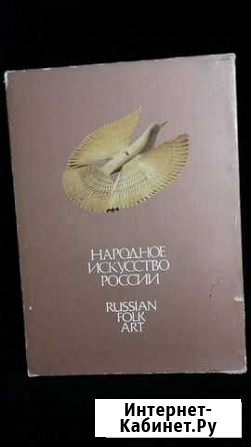 НАРОДНОЕ
ИСКУССТВО
РОССИИ
RUSSIAN
FOLK
ART
Интернет-
Кабинет.Ру